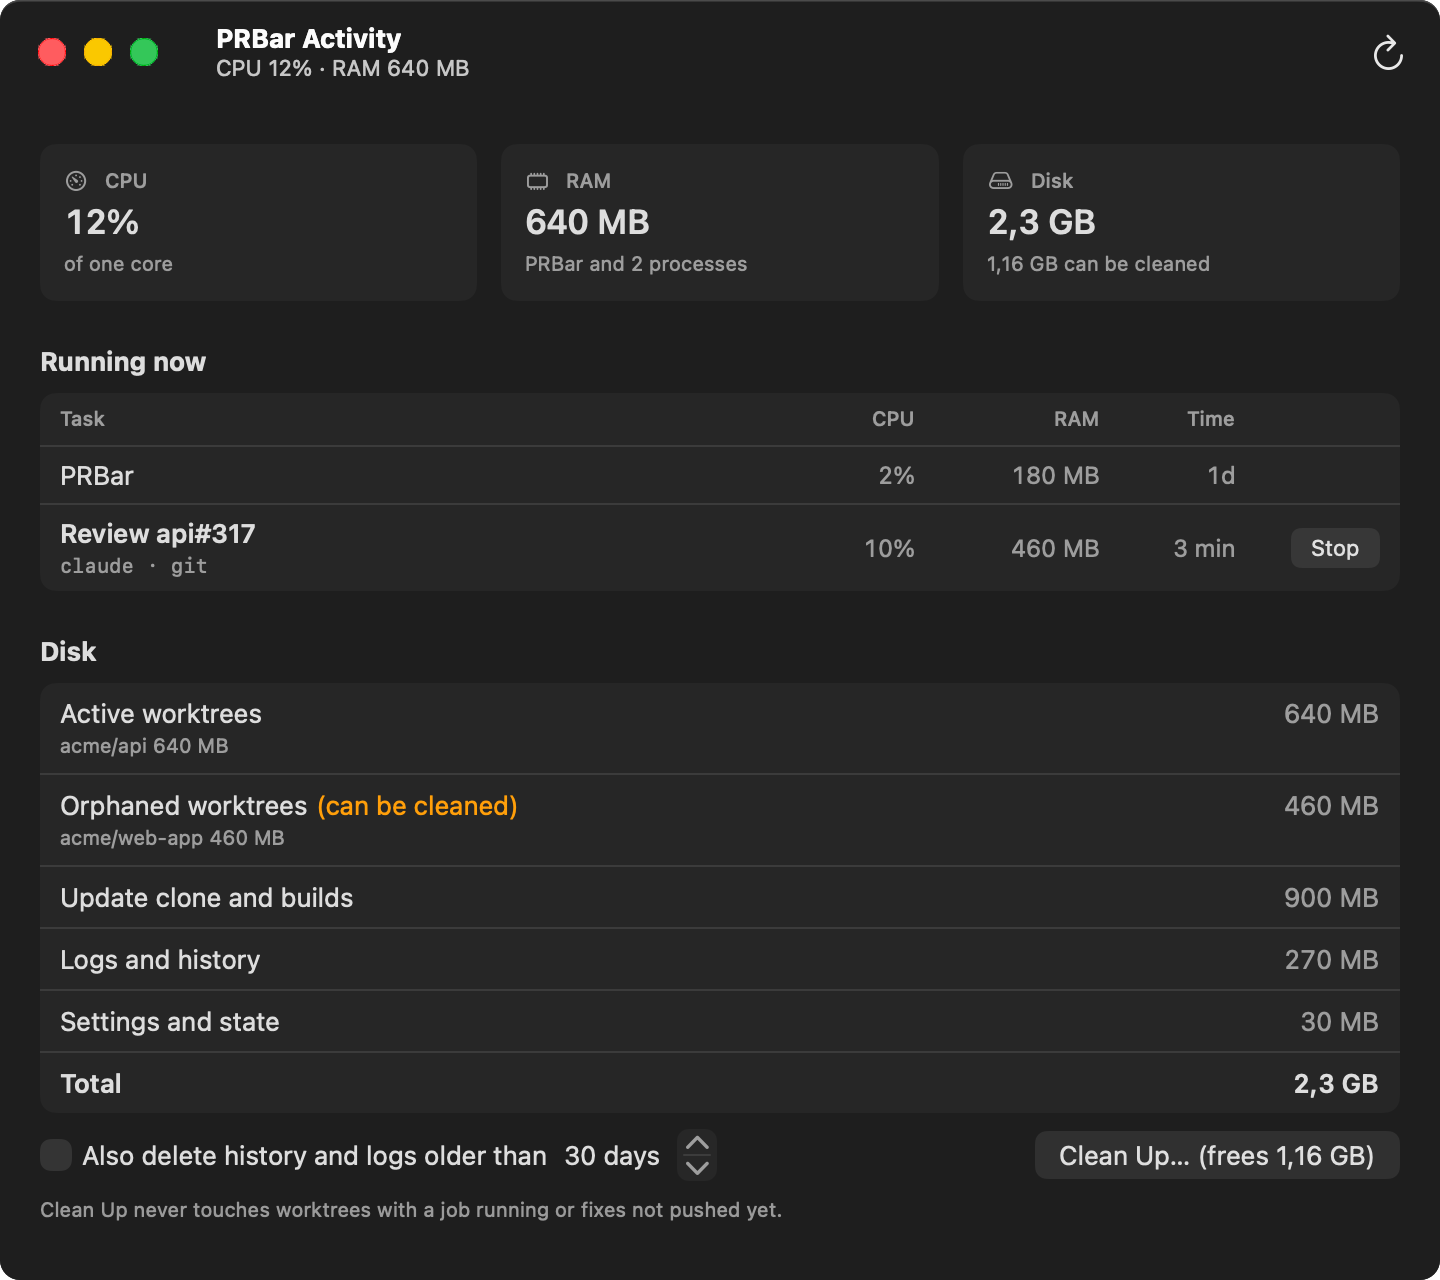 PRBar Activity
CPU 12% · RAM 640 MB
CPU
12%
of one core
RAM
640 MB
PRBar and 2 processes
Disk
2,3 GB
1,16 GB can be cleaned
Running now
Task CPU RAM Time
PRBar 2% 180 MB 1d
Review api#317 10% 460 MB 3 min Stop
claude · git
Disk
Active worktrees 640 MB
acme/api 640 MB
Orphaned worktrees (can be cleaned) 460 MB
acme/web-app 460 MB
Update clone and builds 900 MB
Logs and history 270 MB
Settings and state 30 MB
Total 2,3 GB
Also delete history and logs older than 30 days Clean Up... (frees 1,16 GB)
Clean Up never touches worktrees with a job running or fixes not pushed yet.